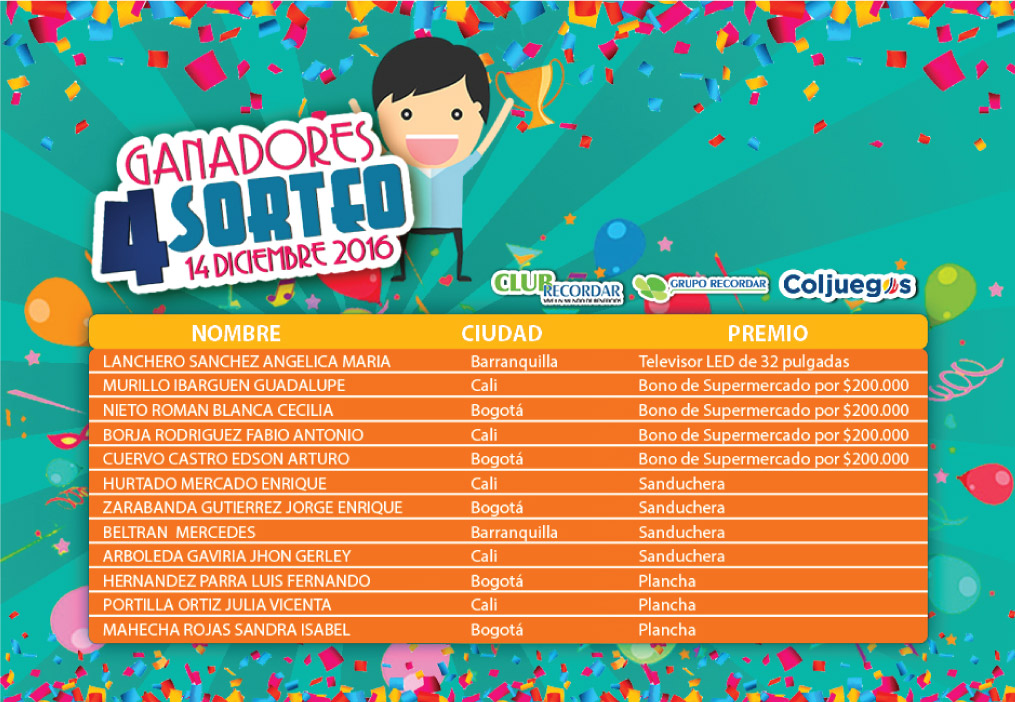 GANADORES
4 SORTEO
14 DICIEMBRE 2016
CLUB RECORDAR
GRUPO RECORDAR
Coljuegos
NOMBRE CIUDAD PREMIO
LANCHERO SANCHEZ ANGELICA MARIA Barranquilla Televisor LED de 32 pulgadas
MURILLO IBARGUEN GUADALUPE Cali Bono de Supermercado por $200.000
NIETO ROMAN BLANCA CECILIA Bogotá Bono de Supermercado por $200.000
BORJA RODRIGUEZ FABIO ANTONIO Cali Bono de Supermercado por $200.000
CUERVO CASTRO EDSON ARTURO Bogotá Bono de Supermercado por $200.000
HURTADO MERCADO ENRIQUE Cali Sanduchera
ZARABANDA GUTIERREZ JORGE ENRIQUE Bogotá Sanduchera
BELTRAN MERCEDES Barranquilla Sanduchera
ARBOLEDA GAVIRIA JHON GERLEY Cali Sanduchera
HERNANDEZ PARRA LUIS FERNANDO Bogotá Plancha
PORTILLA ORTIZ JULIA VICENTA Cali Plancha
MAHECHA ROJAS SANDRA ISABEL Bogotá Plancha